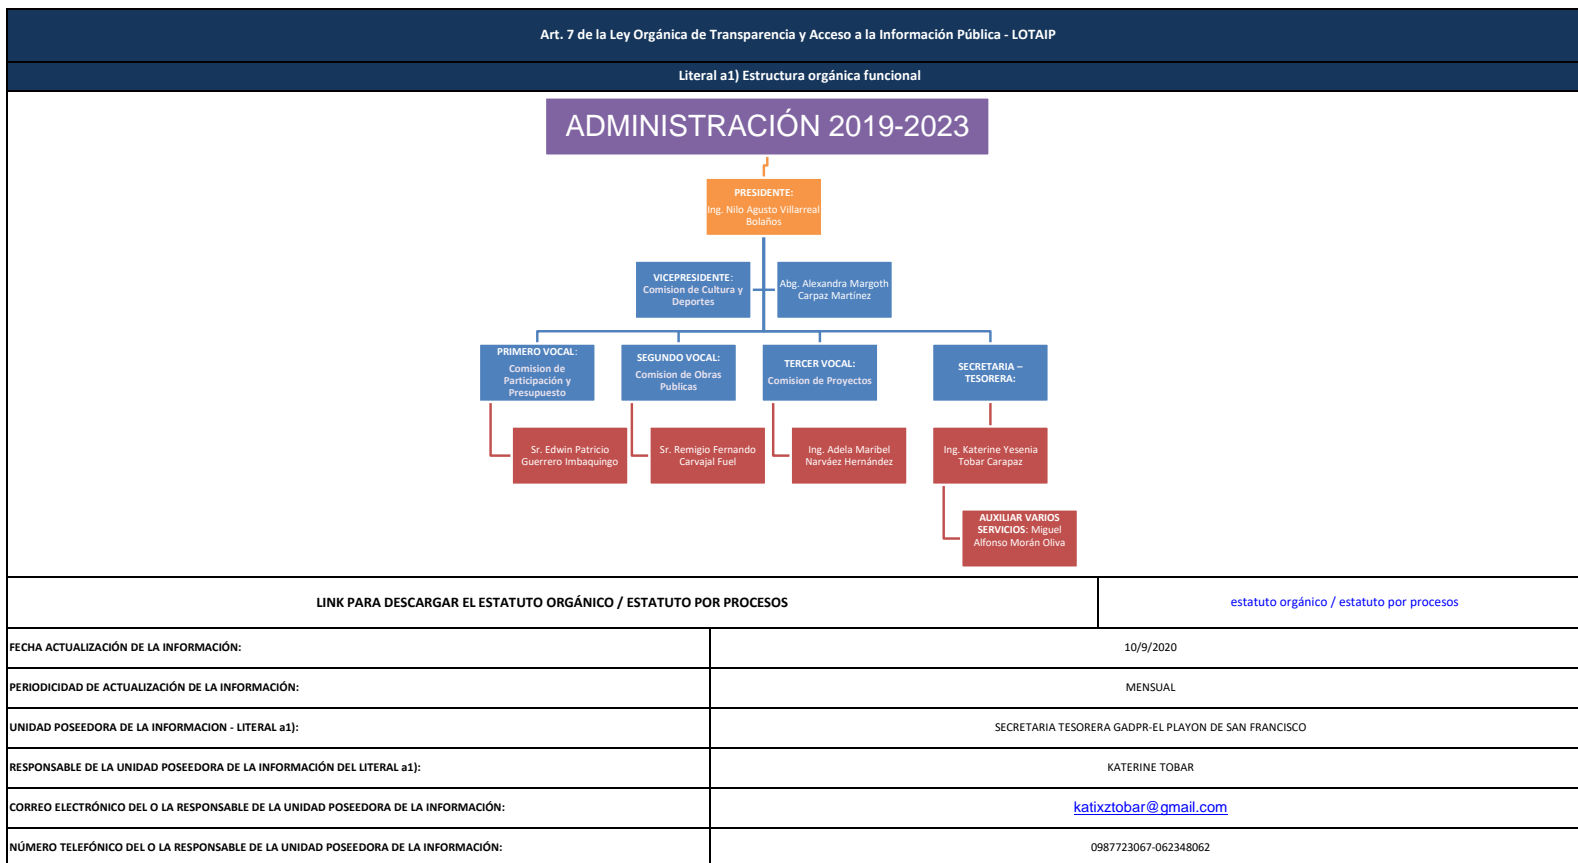 Art. 7 de la Ley Orgánica de Transparencia y Acceso a la Información Pública - LOTAIP
Literal a1) Estructura orgánica funcional
ADMINISTRACIÓN 2019-2023
PRESIDENTE:
Ing. Nilo Agusto Villarreal
Bolaños
VICEPRESIDENTE:
Comision de Cultura y
Deportes
Abg. Alexandra Margoth
Carpaz Martínez
PRIMERO VOCAL:
Comision de
Participación y
Presupuesto
SEGUNDO VOCAL:
Comision de Obras
Publicas
TERCER VOCAL:
Comision de Proyectos
SECRETARIA –
TESORERA:
Sr. Edwin Patricio
Guerrero Imbaquingo
Sr. Remigio Fernando
Carvajal Fuel
Ing. Adela Maribel
Narváez Hernández
Ing. Katerine Yesenia
Tobar Carapaz
AUXILIAR VARIOS
SERVICIOS: Miguel
Alfonso Morán Oliva
LINK PARA DESCARGAR EL ESTATUTO ORGÁNICO / ESTATUTO POR PROCESOS
estatuto orgánico / estatuto por procesos
FECHA ACTUALIZACIÓN DE LA INFORMACIÓN:
10/9/2020
PERIODICIDAD DE ACTUALIZACIÓN DE LA INFORMACIÓN:
MENSUAL
UNIDAD POSEEDORA DE LA INFORMACION - LITERAL a1):
SECRETARIA TESORERA GADPR-EL PLAYON DE SAN FRANCISCO
RESPONSABLE DE LA UNIDAD POSEEDORA DE LA INFORMACIÓN DEL LITERAL a1):
KATERINE TOBAR
CORREO ELECTRÓNICO DEL O LA RESPONSABLE DE LA UNIDAD POSEEDORA DE LA INFORMACIÓN:
katixztobar@gmail.com
NÚMERO TELEFÓNICO DEL O LA RESPONSABLE DE LA UNIDAD POSEEDORA DE LA INFORMACIÓN:
0987723067-062348062